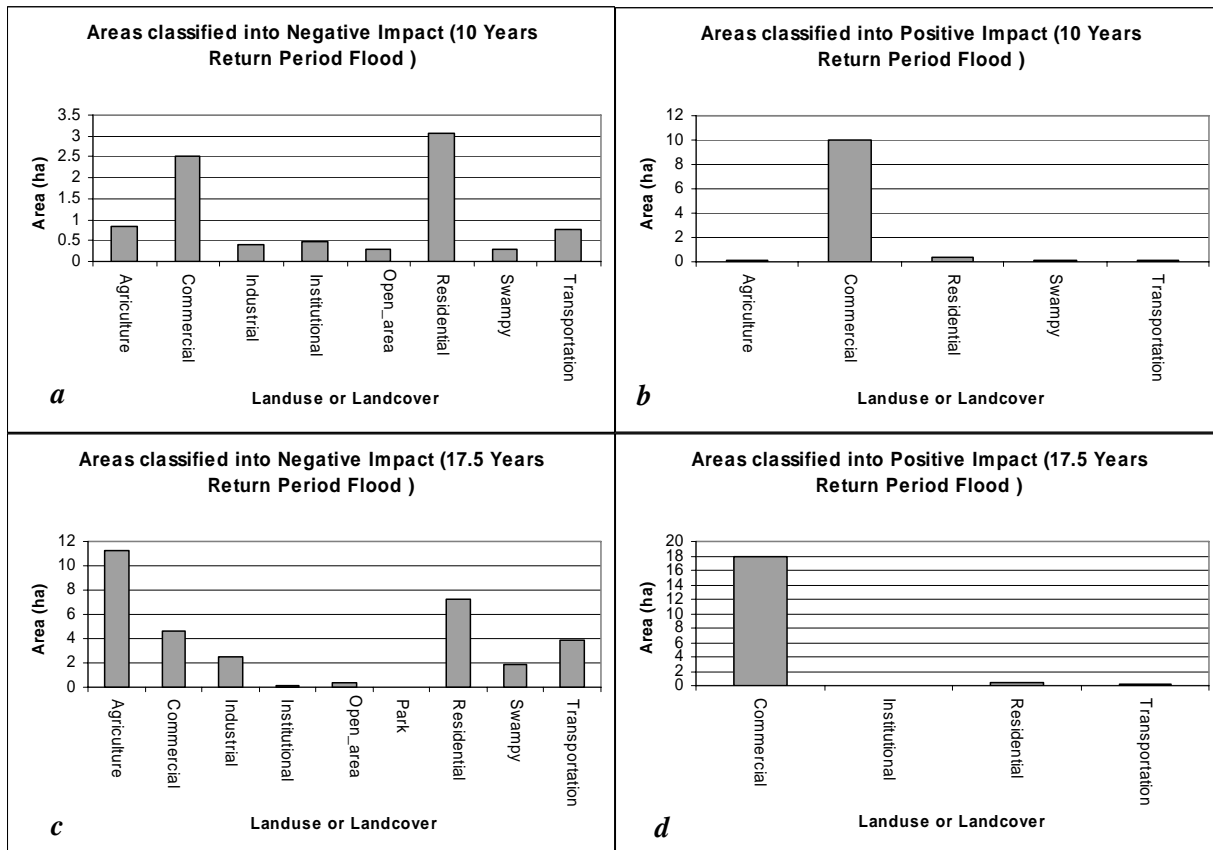 Areas classified into Negative Impact (10 Years
Return Period Flood )
3.5
3
2.5
2
1.5
1
0.5
0
Area (ha)
Agriculture
Commercial
Industrial
Institutional
Open_area
Residential
Swampy
Transportation
Landuse or Landcover
a
Areas classified into Positive Impact (10 Years
Return Period Flood )
12
10
8
6
4
2
0
Area (ha)
Agriculture
Commercial
Residential
Swampy
Transportation
Landuse or Landcover
b
Areas classified into Negative Impact (17.5 Years
Return Period Flood )
12
10
8
6
4
2
0
Area (ha)
Agriculture
Commercial
Industrial
Institutional
Open_area
Park
Residential
Swampy
Transportation
Landuse or Landcover
c
Areas classified into Positive Impact (17.5 Years
Return Period Flood )
20
18
16
14
12
10
8
6
4
2
0
Area (ha)
Commercial
Institutional
Residential
Transportation
Landuse or Landcover
d